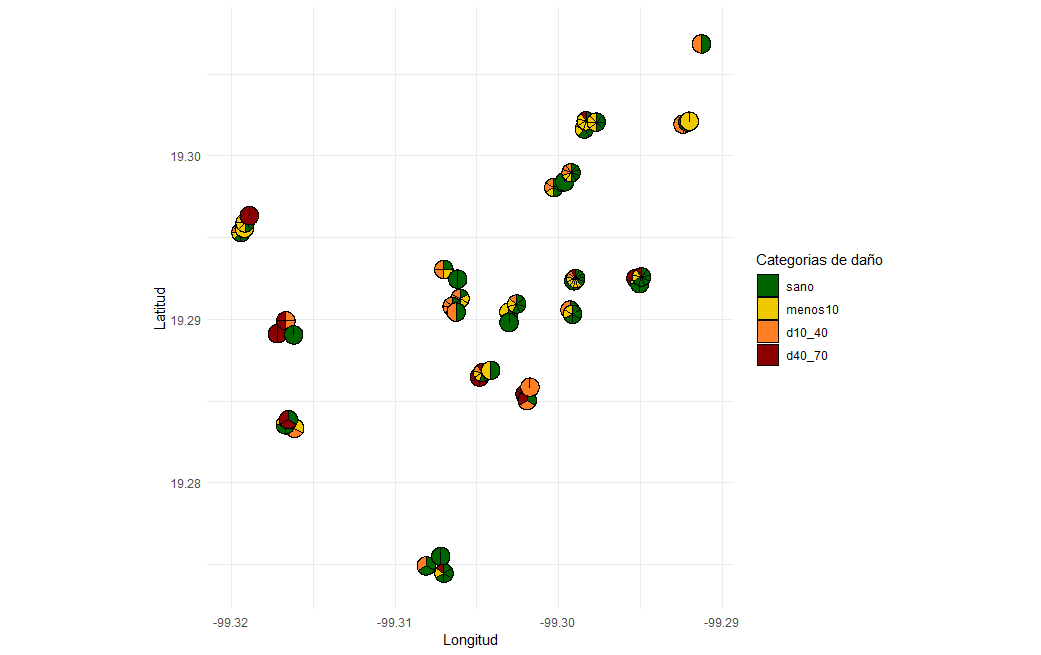 19.30
19.29
19.28
Latitud
-99.32
-99.31
-99.30
-99.29
Longitud
Categorias de daño
sano
menos10
d10_40
d40_70